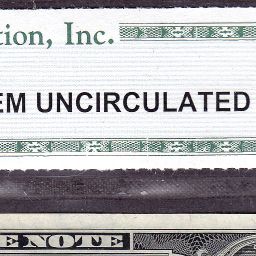 tion, Inc.
EM UNCIRCULATED
E NOTE